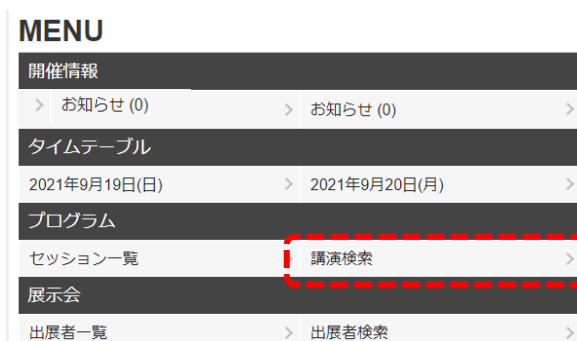 MENU
開催情報
お知らせ (0) お知らせ (0)
タイムテーブル
2021年9月19日(日) 2021年9月20日(月)
プログラム
セッション一覧 講演検索
展示会
出展者一覧 出展者検索